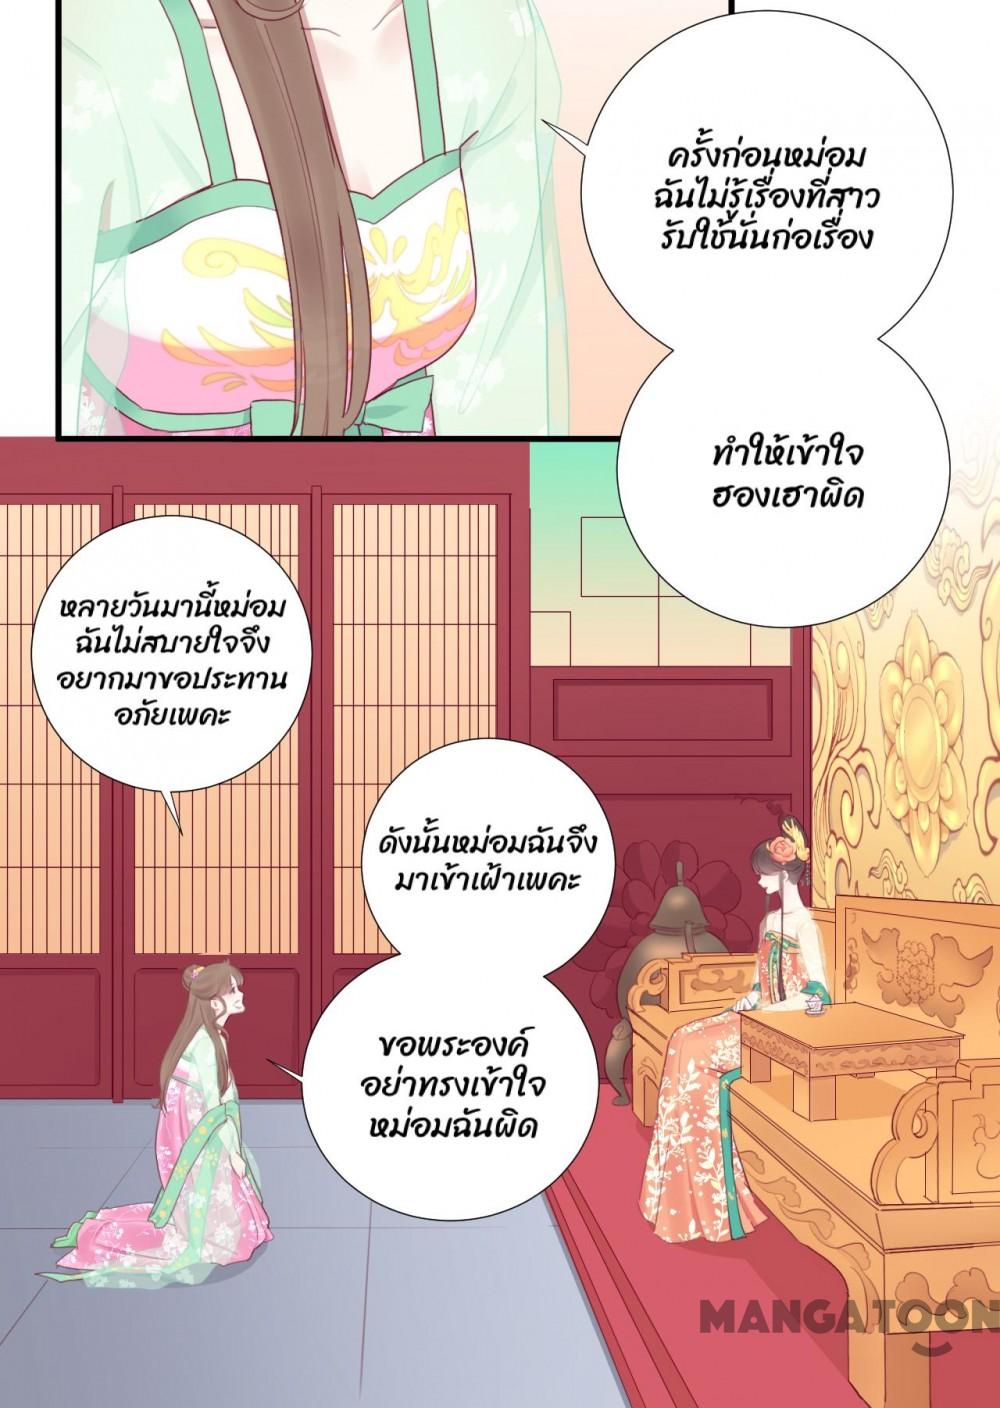 ครั้งก่อนหม่อม
ฉันไม่รู้เรื่องที่สาว
รับใช้นั่นก่อเรื่อง
ทำให้เข้าใจ
ฮองเฮาผิด
หลายวันมานี้หม่อม
ฉันไม่สบายใจจึง
อยากมาขอประทาน
อภัยเพคะ
ดังนั้นหม่อมฉันจึง
มาเข้าเฝ้าเพคะ
ขอพระองค์
อย่าทรงเข้าใจ
หม่อมฉันผิด
MANGATOON